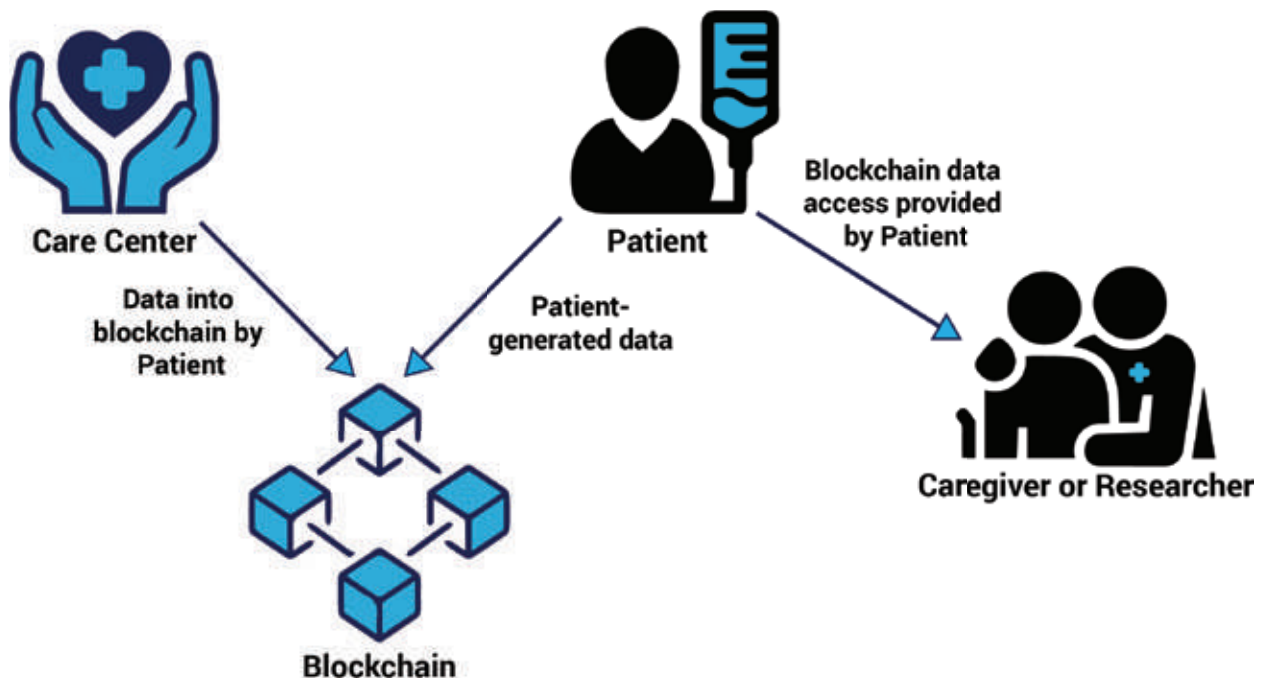 Care Center
Patient
Blockchain data
access provided
by Patient
Data into
blockchain by
Patient
Patient-
generated data
Caregiver or Researcher
Blockchain